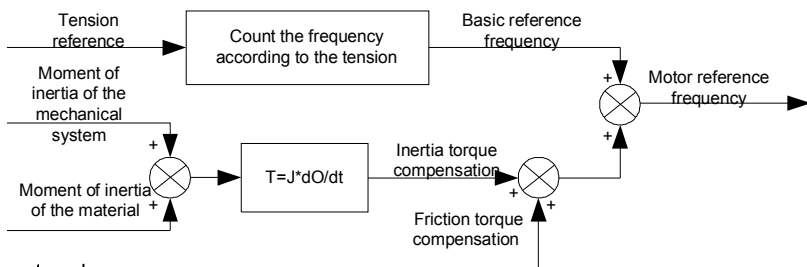 Tension
reference
Count the frequency
according to the tension
Basic reference
frequency
Moment of
inertia of the
mechanical
system
+
+
Motor reference
frequency
+
+
T=J*dO/dt
Inertia torque
compensation
+
+
Moment of inertia
of the material
Friction torque
compensation